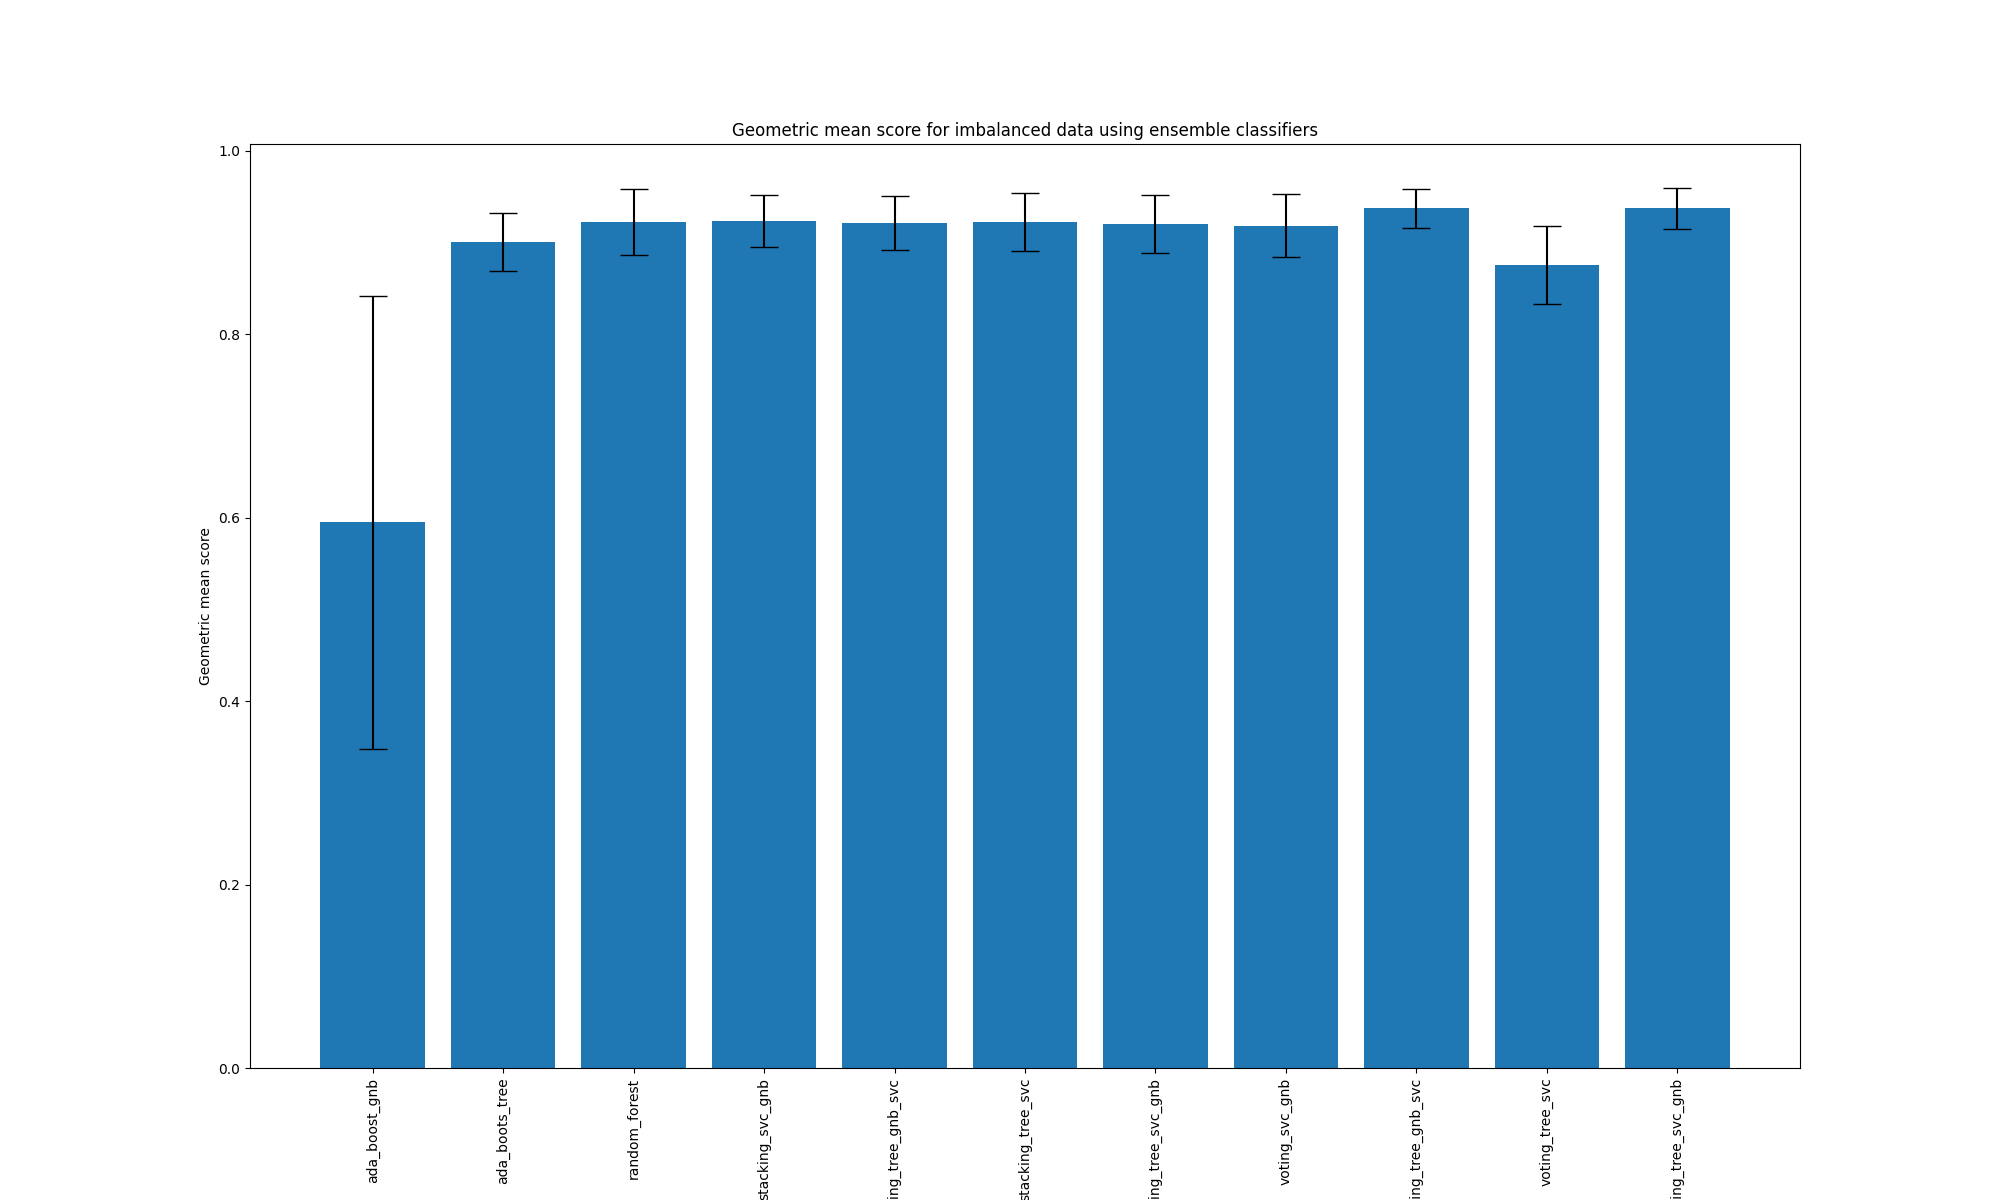 Geometric mean score for imbalanced data using ensemble classifiers
1.0
0.8
0.6
0.4
0.2
0.0
Geometric mean score
ada_boost_gnb
ada_boots_tree
random_forest
stacking_svc_gnb
ing_tree_gnb_svc
stacking_tree_svc
ing_tree_svc_gnb
voting_svc_gnb
ing_tree_gnb_svc
voting_tree_svc
ing_tree_svc_gnb